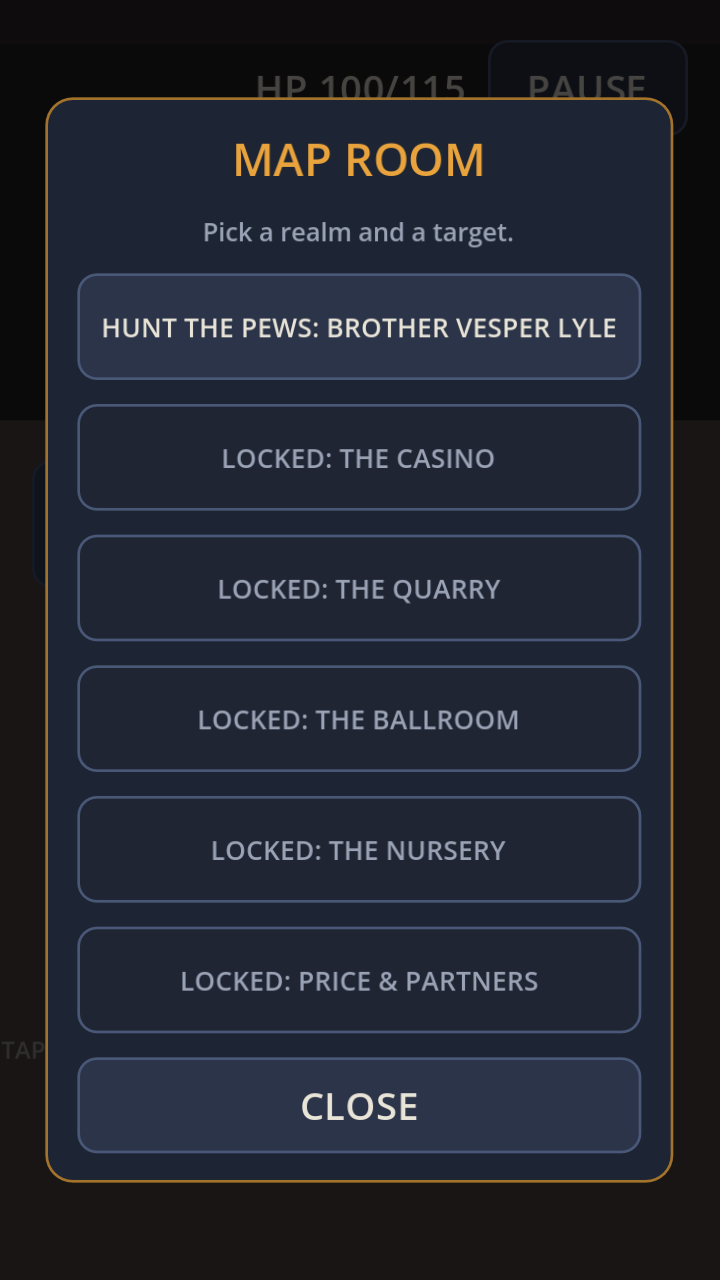 HP 100/115
PAUSE
MAP ROOM
Pick a realm and a target.
HUNT THE PEWS: BROTHER VESPER LYLE
LOCKED: THE CASINO
LOCKED: THE QUARRY
LOCKED: THE BALLROOM
LOCKED: THE NURSERY
LOCKED: PRICE & PARTNERS
TAP
CLOSE